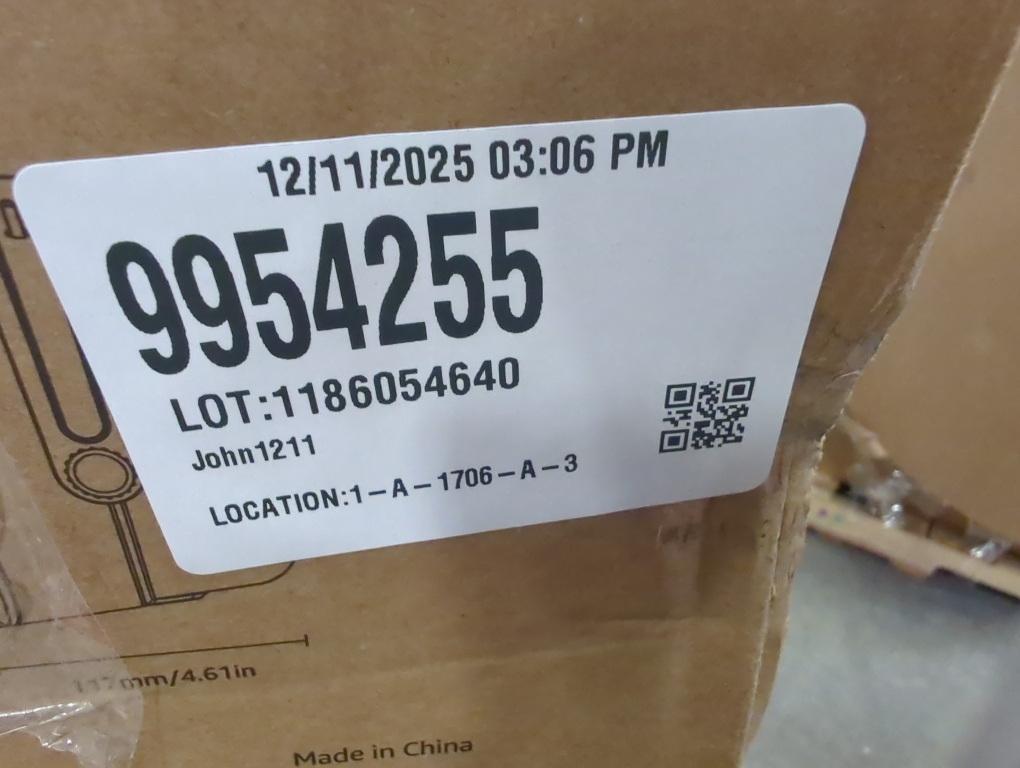 12/11/2025 03:06 PM
9954255
LOT:1186054640
John1211
LOCATION:1-A-1706-A-3
117mm/4.61in
Made in China